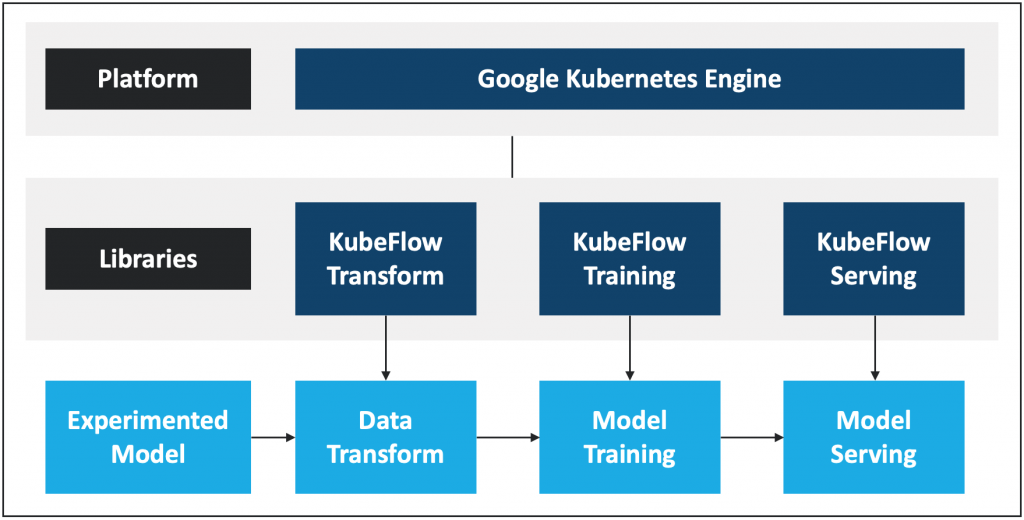 Platform
Google Kubernetes Engine
Libraries
KubeFlow
Transform
KubeFlow
Training
KubeFlow
Serving
Experimented
Model
Data
Transform
Model
Training
Model
Serving